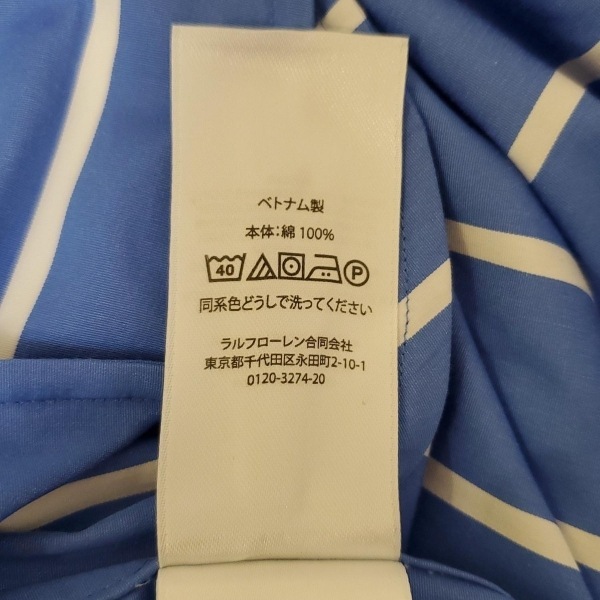 ベトナム製
本体:綿 100%
40 P
同系色どうしで洗ってください
ラルフローレン合同会社
東京都千代田区永田町2-10-1
0120-3274-20